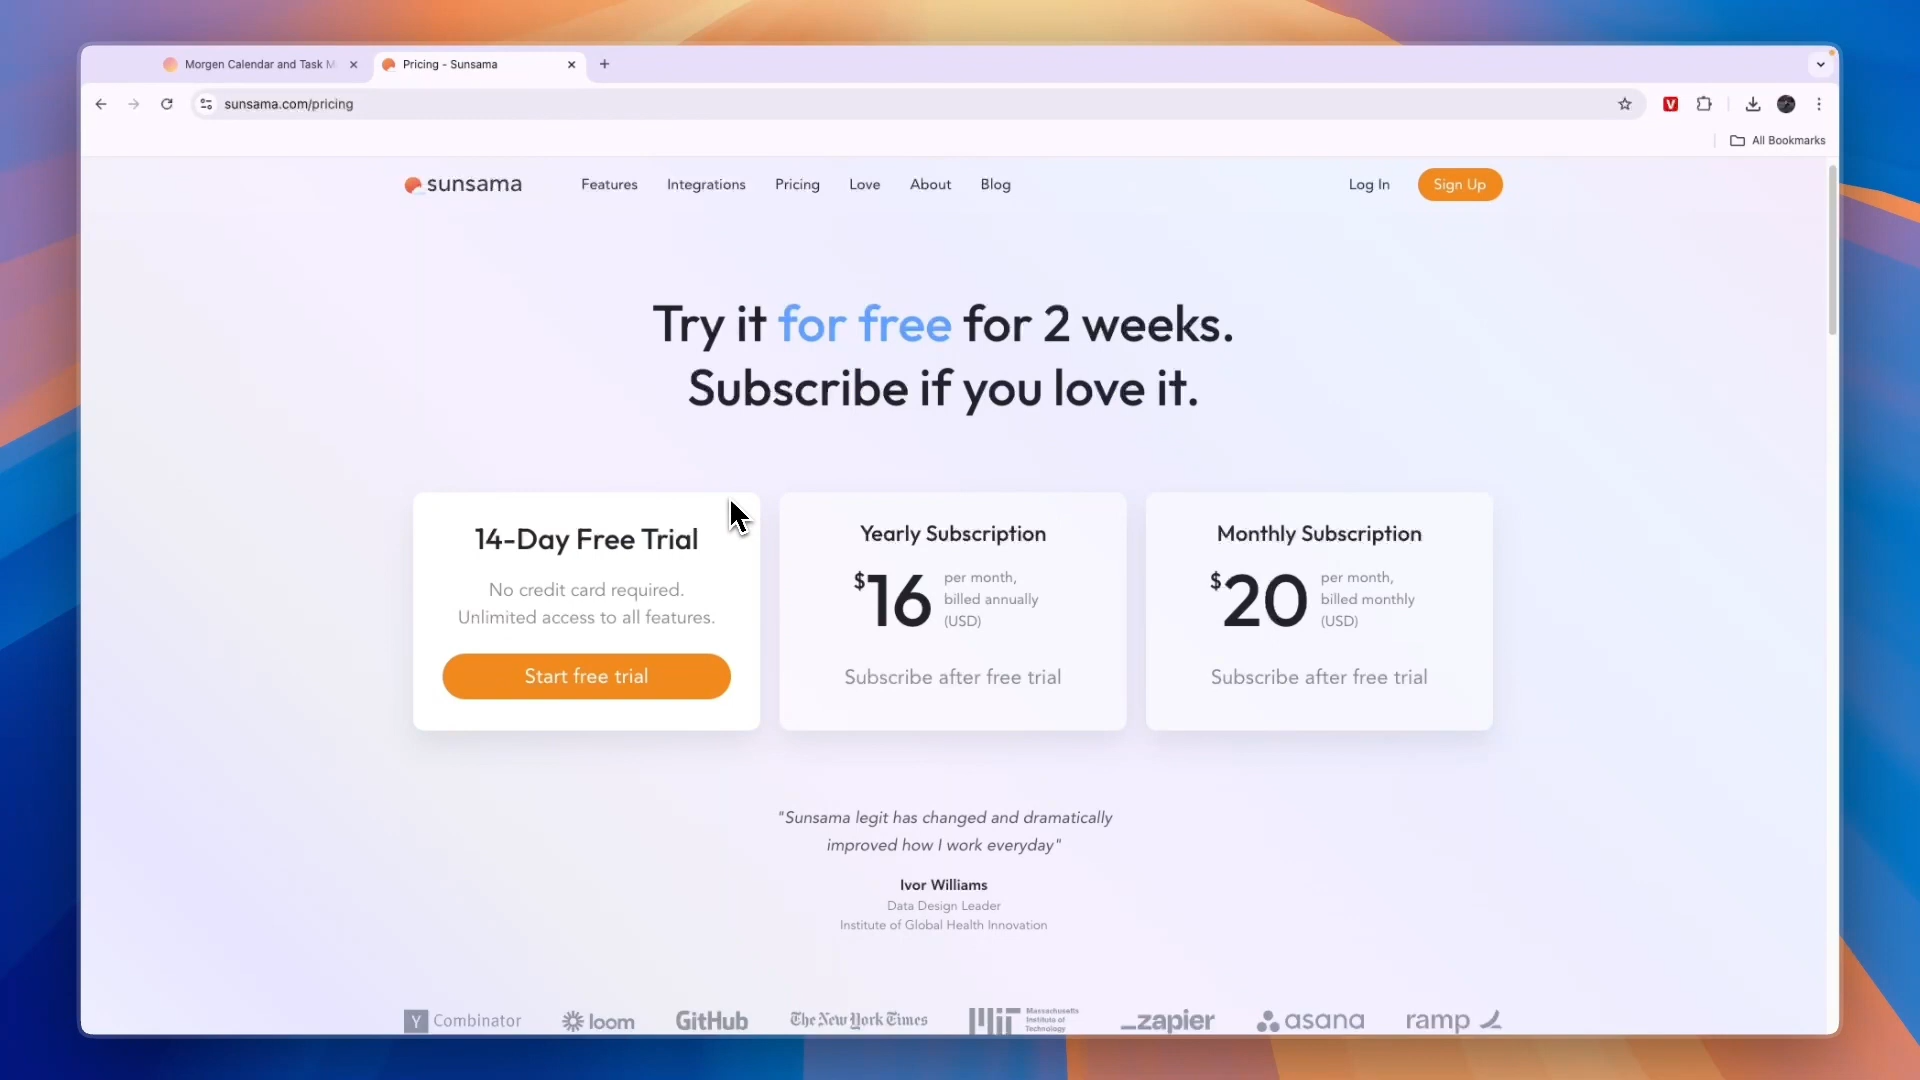 Morgen Calendar and Task M
Pricing - Sunsama
sunsama.com/pricing
All Bookmarks
sunsama
Features
Integrations
Pricing
Love
About
Blog
Log In
Sign Up
Try it for free for 2 weeks.
Subscribe if you love it.
14-Day Free Trial
No credit card required.
Unlimited access to all features.
Start free trial
Yearly Subscription
$16
per month,
billed annually
(USD)
Subscribe after free trial
Monthly Subscription
$20
per month,
billed monthly
(USD)
Subscribe after free trial
"Sunsama legit has changed and dramatically
improved how I work everyday"
Ivor Williams
Data Design Leader
Institute of Global Health Innovation
Y Combinator
loom
GitHub
The New York Times
MIT
Massachusetts
Institute of
Technology
zapier
asana
ramp